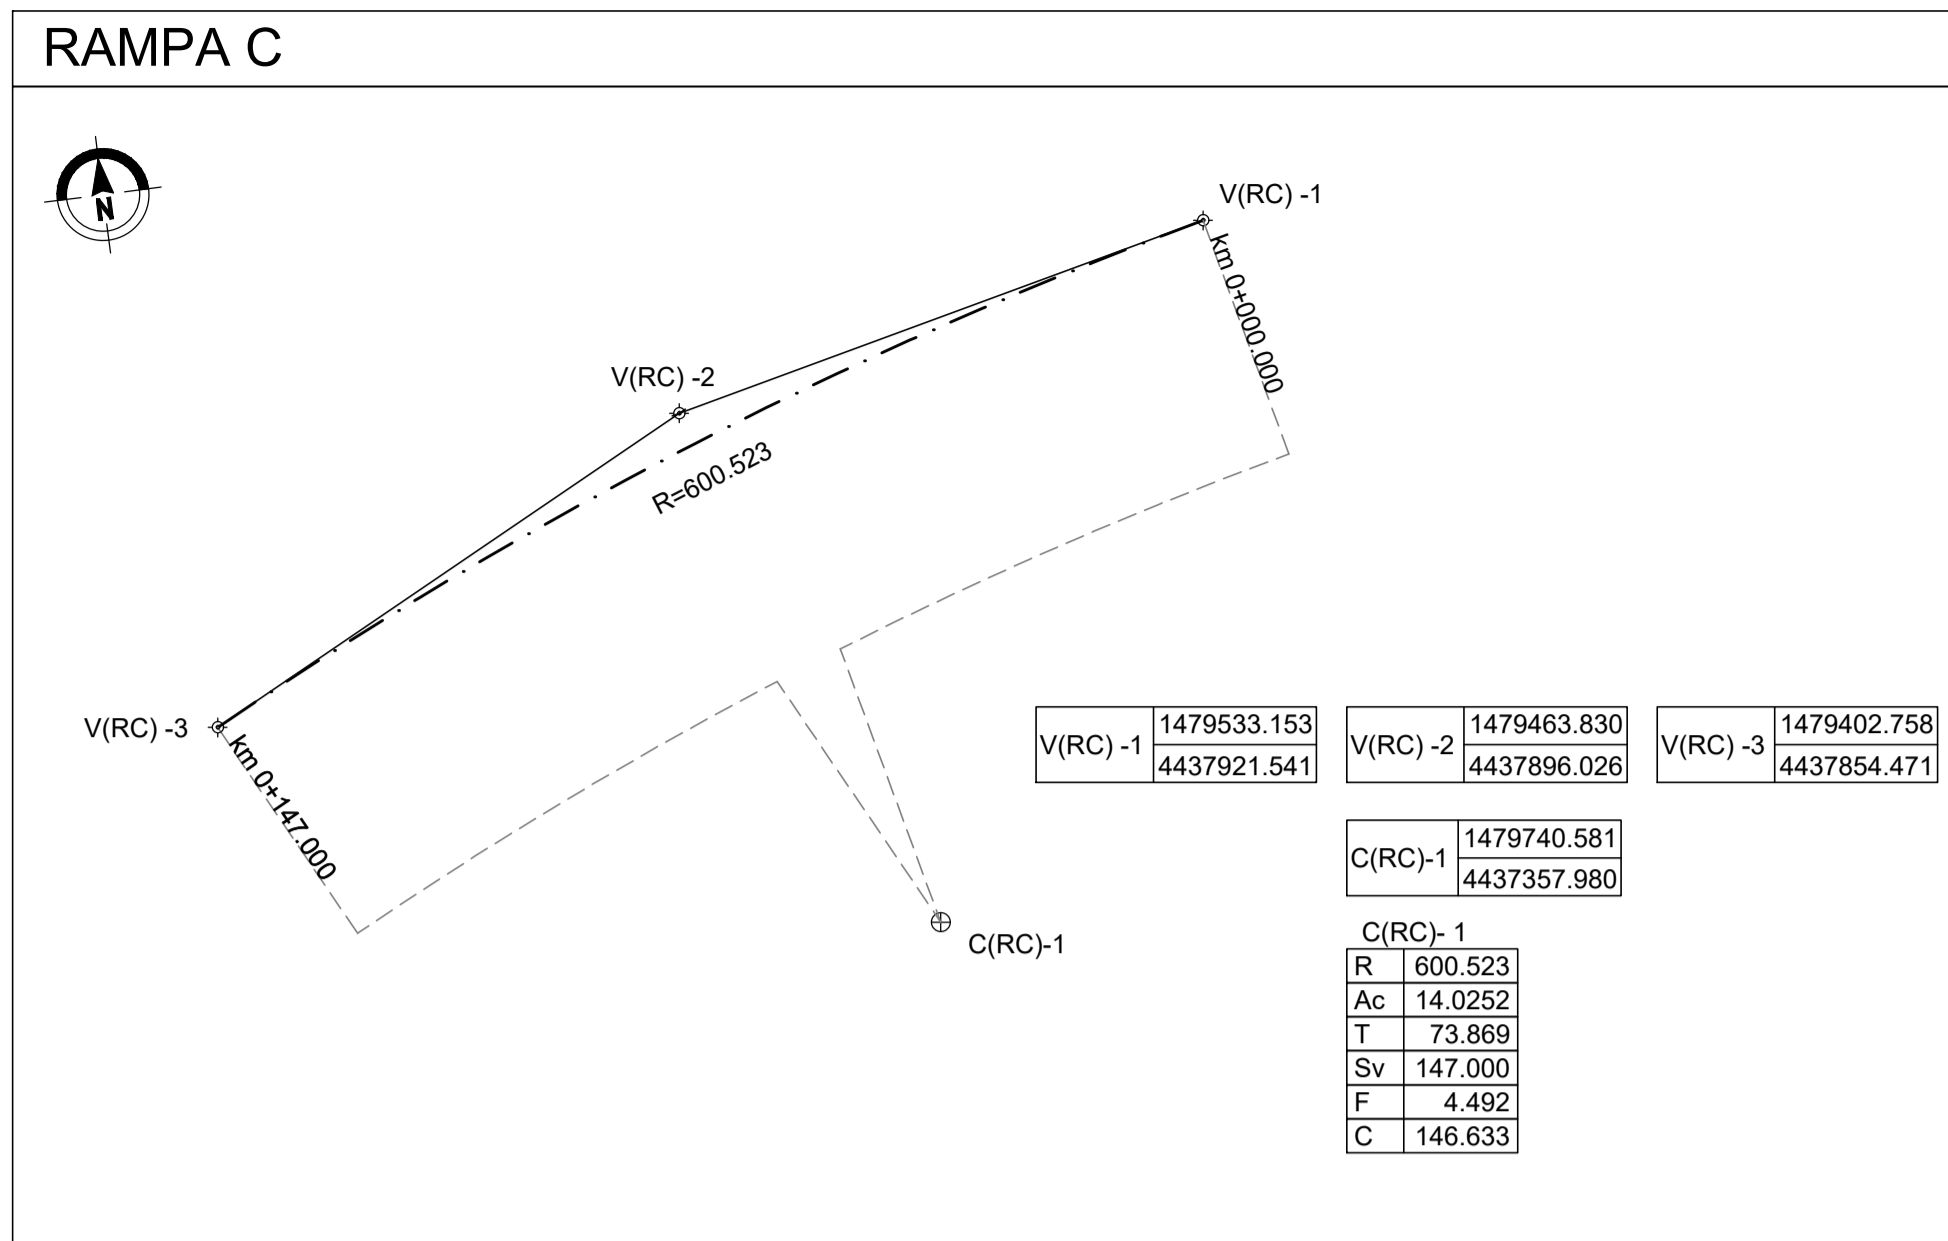 RAMPA C
N
V(RC) -1
km 0+000.000
V(RC) -2
R=600.523
V(RC) -3
km 0+147.000
C(RC)-1
V(RC) -1
1479533.153
4437921.541
V(RC) -2
1479463.830
4437896.026
V(RC) -3
1479402.758
4437854.471
C(RC)-1
1479740.581
4437357.980
C(RC)- 1
R 600.523
Ac 14.0252
T 73.869
Sv 147.000
F 4.492
C 146.633